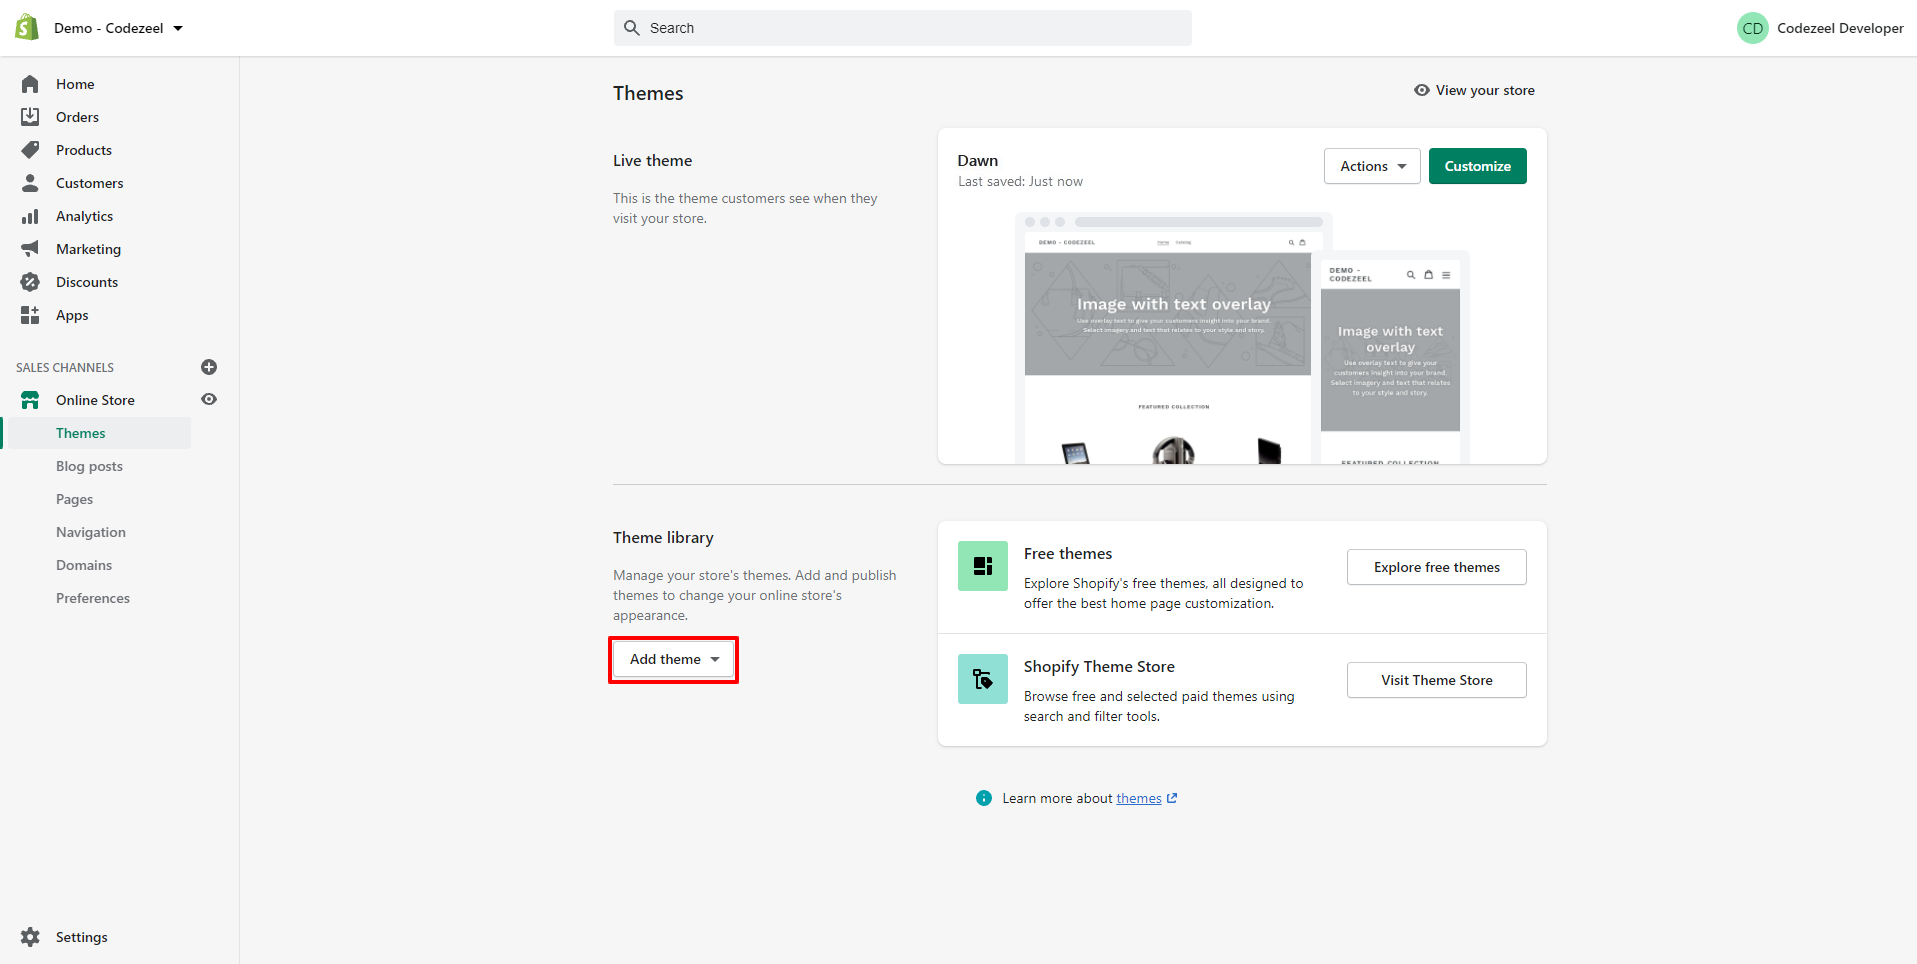 Demo - Codezeel
Search
CD
Codezeel Developer
Home
Orders
Products
Customers
Analytics
Marketing
Discounts
Apps
SALES CHANNELS
Online Store
Themes
Blog posts
Pages
Navigation
Domains
Preferences
Settings
Themes
View your store
Live theme
This is the theme customers see when they
visit your store.
Dawn
Last saved: Just now
Actions
Customize
DEMO - CODEZEEL
Home Catalog
Image with text overlay
Use overlay text to give your customers insight into your brand.
Select imagery and text that relates to your style and story.
FEATURED COLLECTION
DEMO -
CODEZEEL
Image with text
overlay
Use overlay text to give your
customers insight into your brand.
Select imagery and text that relates
to your style and story.
FEATURED COLLECTION
Theme library
Manage your store's themes. Add and publish
themes to change your online store's
appearance.
Add theme
Free themes
Explore Shopify's free themes, all designed to
offer the best home page customization.
Explore free themes
Shopify Theme Store
Browse free and selected paid themes using
search and filter tools.
Visit Theme Store
Learn more about themes